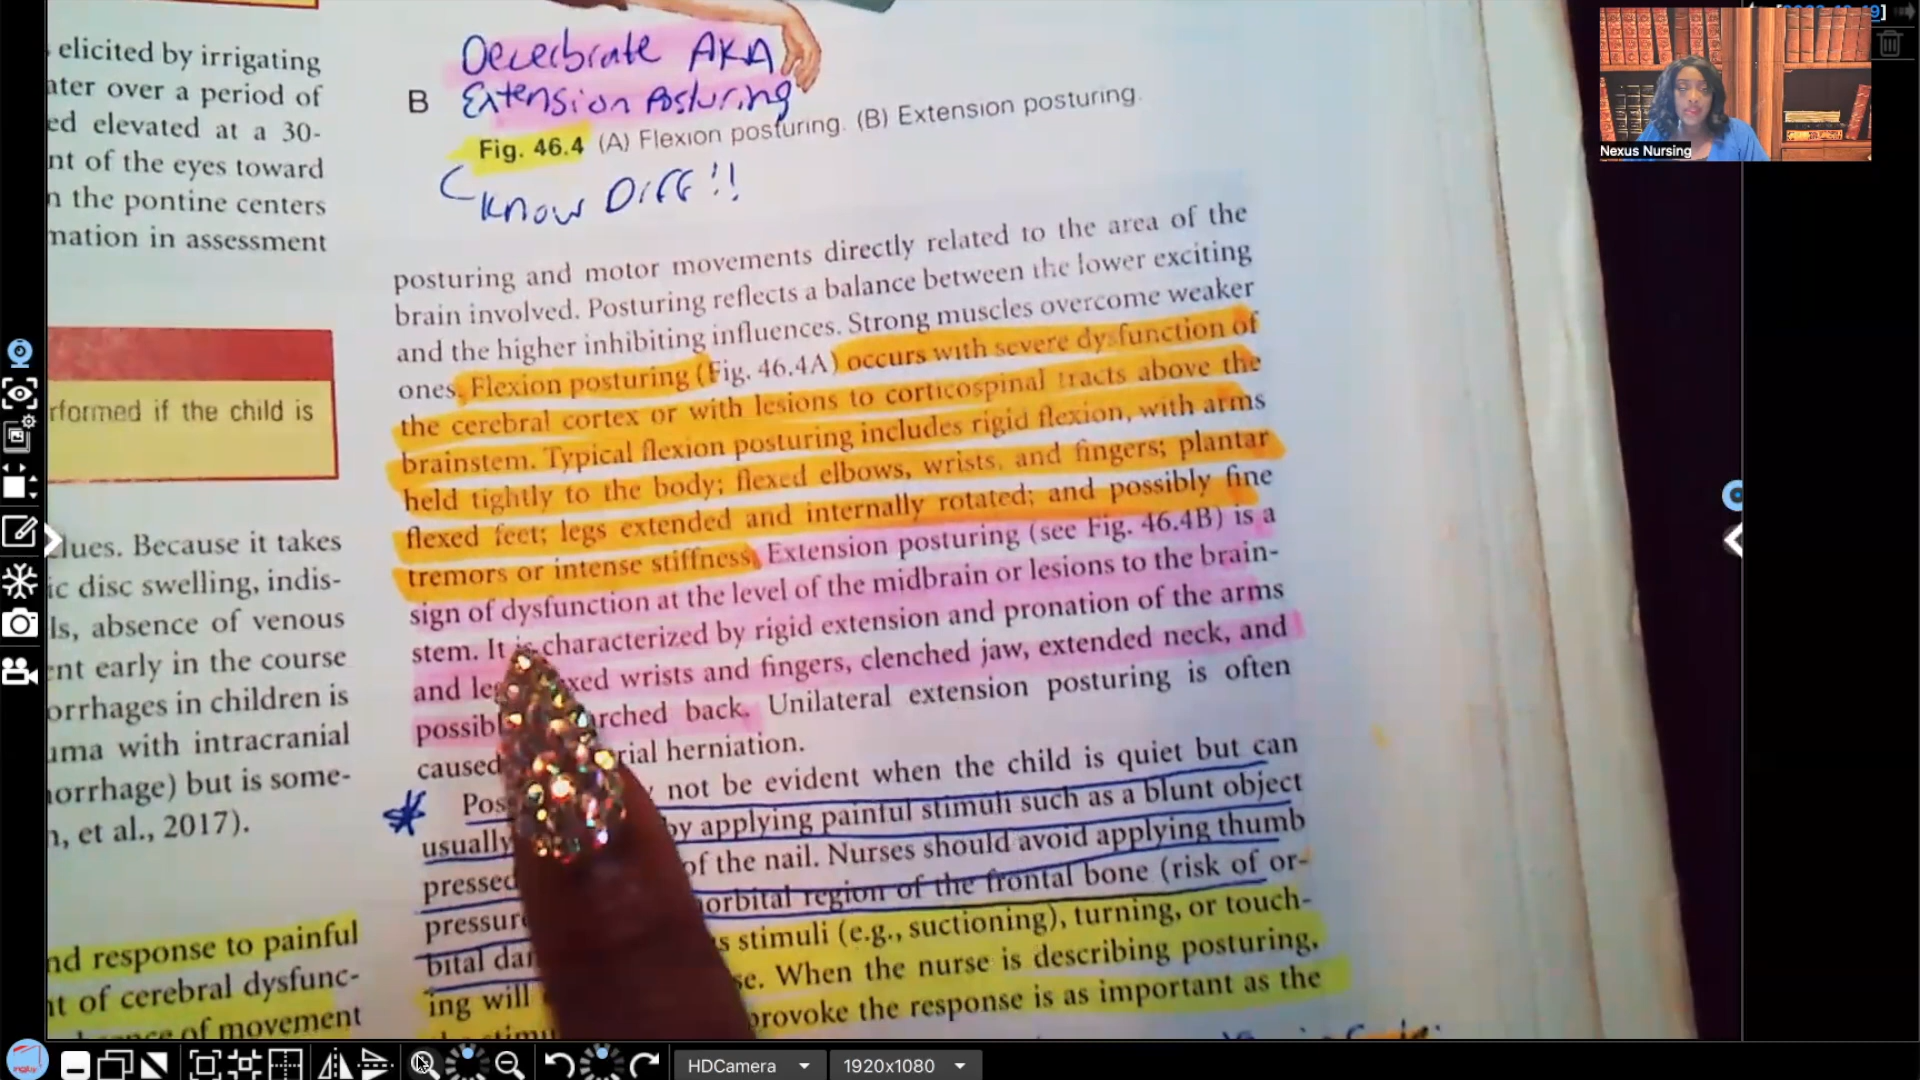 elicited by irrigating
ater over a period of
ed elevated at a 30-
nt of the eyes toward
n the pontine centers
mation in assessment
rformed if the child is
lues. Because it takes
ic disc swelling, indis-
ls, absence of venous
ent early in the course
orrhages in children is
uma with intracranial
orrhage) but is some-
n, et al., 2017).
nd response to painful
nt of cerebral dysfunc-
of movement
Decerbrate AKA
B Extension Posturing
Fig. 46.4 (A) Flexion posturing. (B) Extension posturing.
Know Diff!!
posturing and motor movements directly related to the area of the
brain involved. Posturing reflects a balance between the lower exciting
and the higher inhibiting influences. Strong muscles overcome weaker
ones. Flexion posturing (Fig. 46.4A) occurs with severe dysfunction of
the cerebral cortex or with lesions to corticospinal tracts above the
brainstem. Typical flexion posturing includes rigid flexion, with arms
held tightly to the body; flexed elbows, wrists, and fingers; plantar
flexed feet; legs extended and internally rotated; and possibly fine
tremors or intense stiffness. Extension posturing (see Fig. 46.4B) is a
sign of dysfunction at the level of the midbrain or lesions to the brain-
stem. It is characterized by rigid extension and pronation of the arms
and xed wrists and fingers, clenched jaw, extended neck, and
possibl arched back. Unilateral extension posturing is often
caused rial herniation.
Pos not be evident when the child is quiet but can
usually by applying painful stimuli such as a blunt object
pressed of the nail. Nurses should avoid applying thumb
pressure orbital region of the frontal bone (risk of or-
bital dam s stimuli (e.g., suctioning), turning, or touch-
ing will se. When the nurse is describing posturing,
stimu provoke the response is as important as the
Nexus Nursing
HDCamera
1920x1080